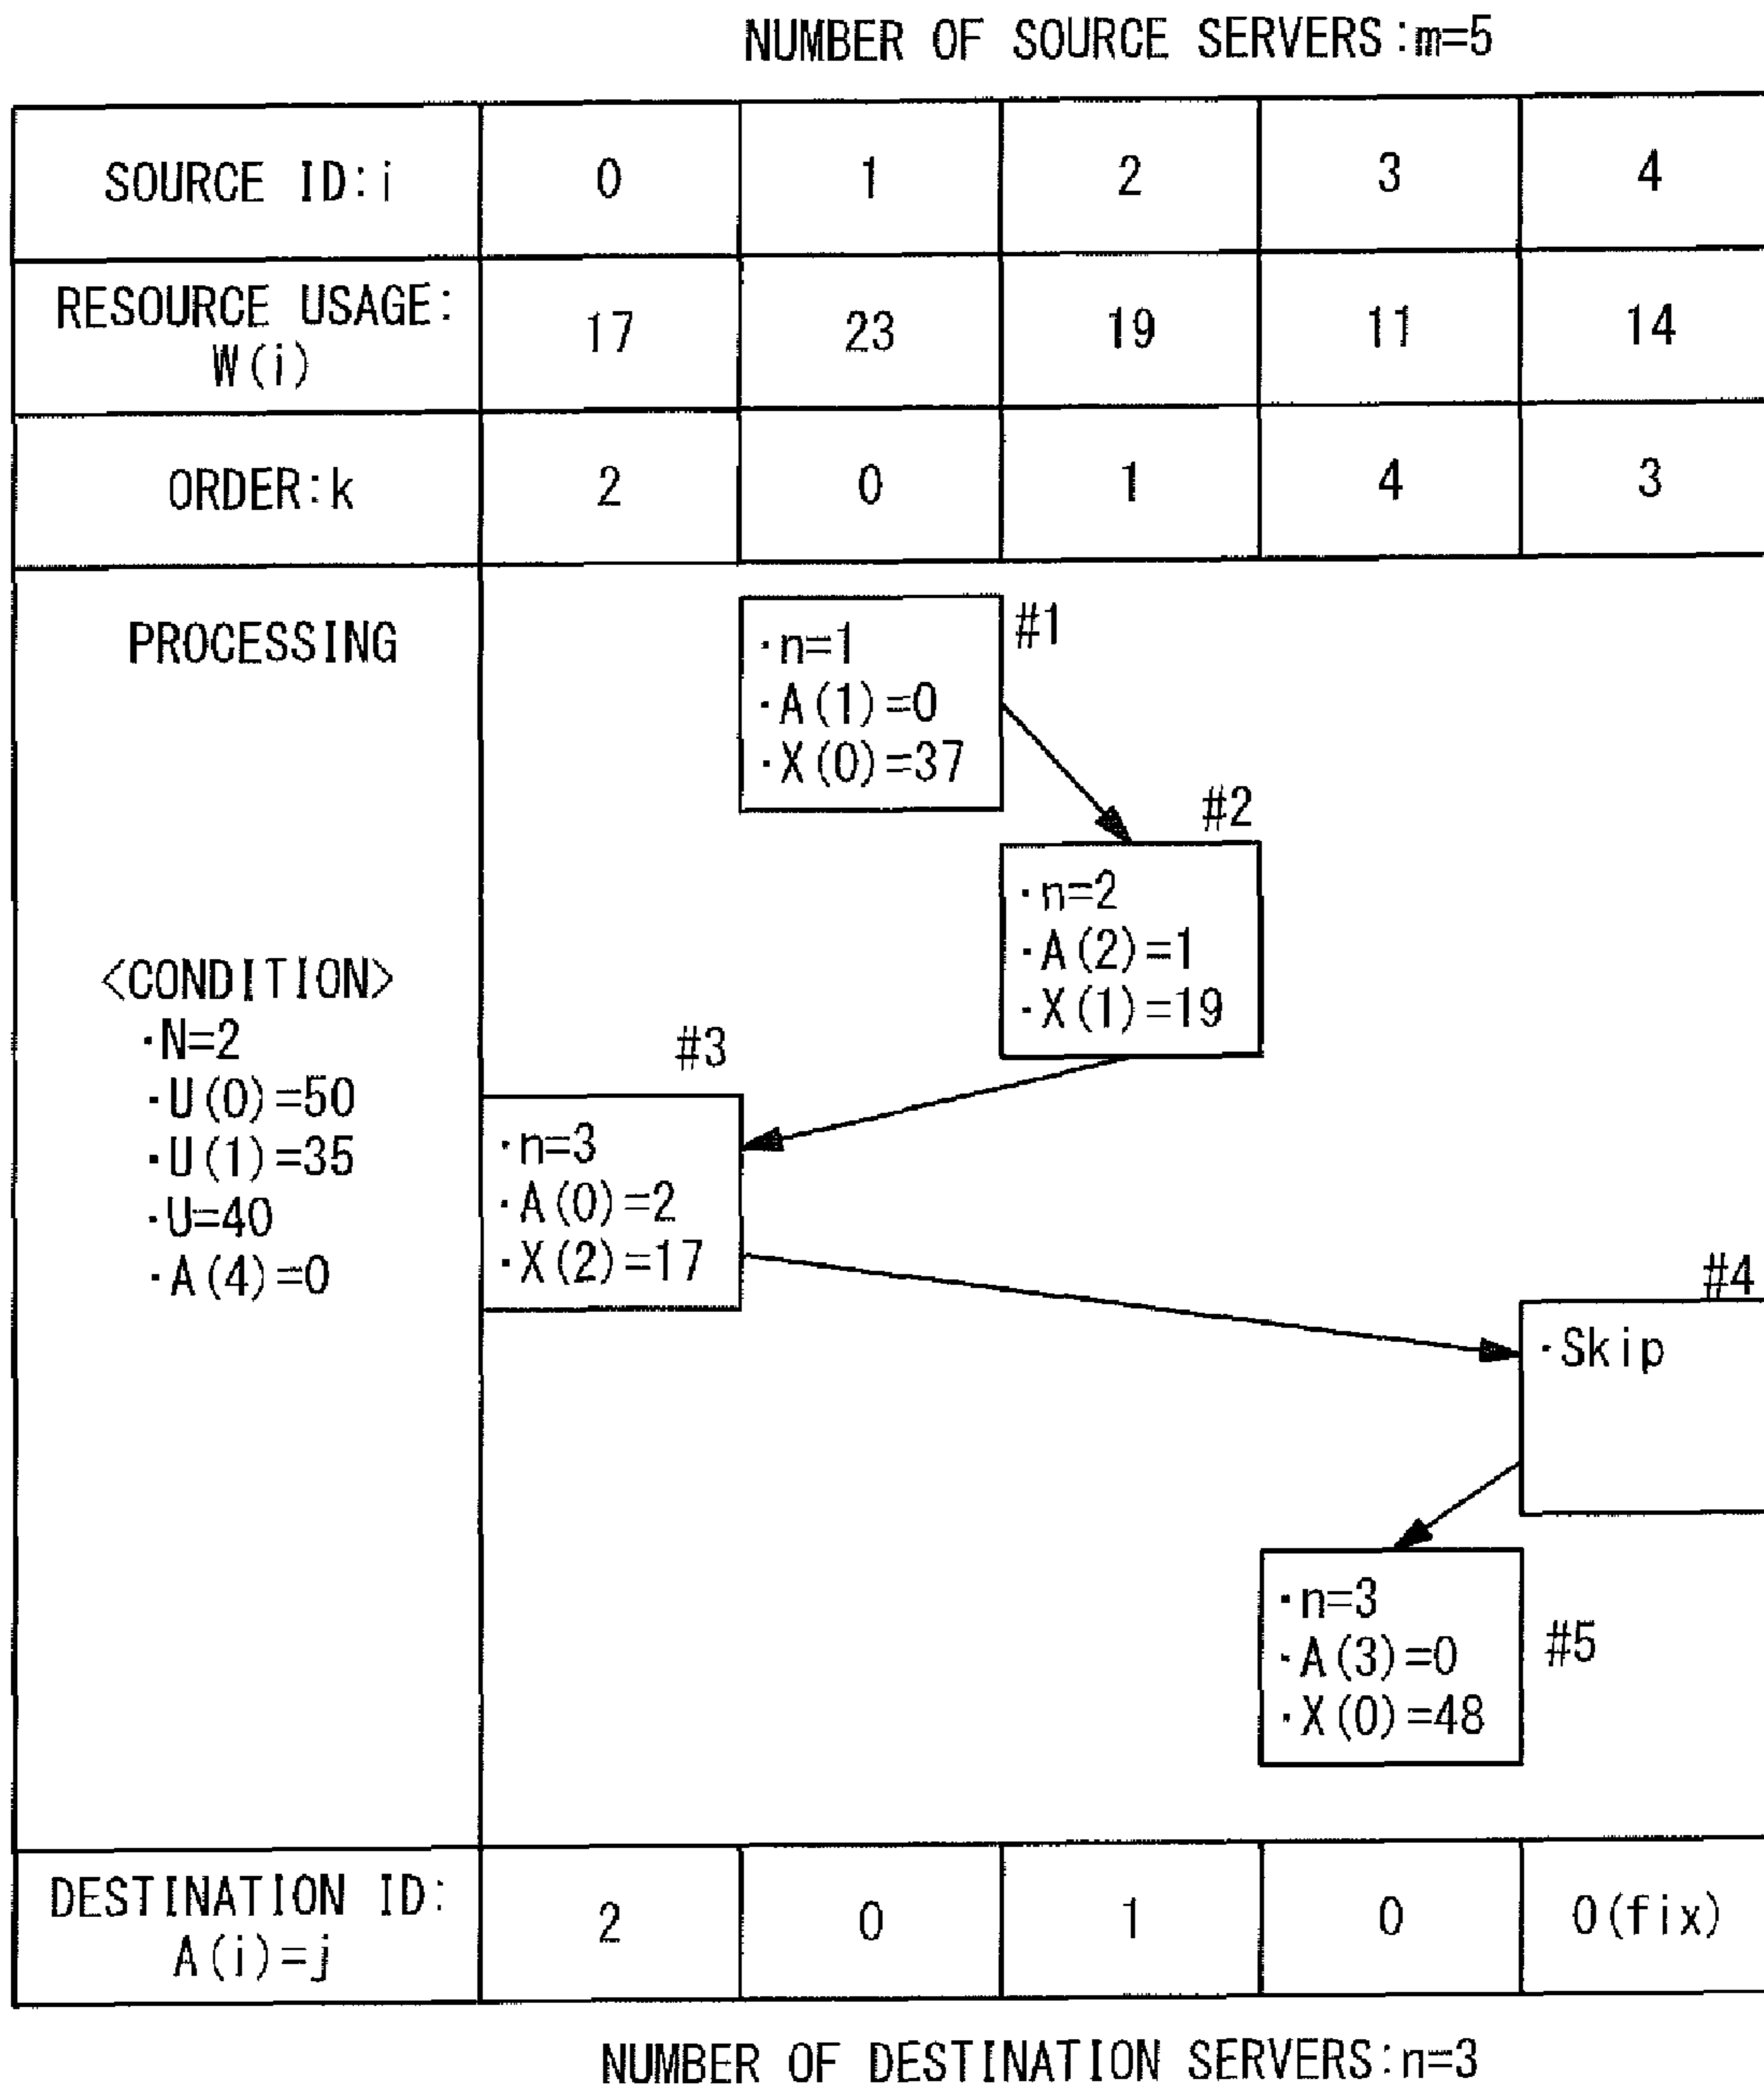 NUMBER OF SOURCE SERVERS:m=5
SOURCE ID:i 0 1 2 3 4
RESOURCE USAGE:
W(i) 17 23 19 11 14
ORDER:k 2 0 1 4 3
PROCESSING
#1
·n=1
·A(1)=0
·X(0)=37
#2
·n=2
·A(2)=1
·X(1)=19
<CONDITION>
·N=2
·U(0)=50
·U(1)=35
·U=40
·A(4)=0
#3
·n=3
·A(0)=2
·X(2)=17
#4
·Skip
·n=3
·A(3)=0
·X(0)=48
#5
DESTINATION ID:
A(i)=j 2 0 1 0 0(fix)
NUMBER OF DESTINATION SERVERS:n=3